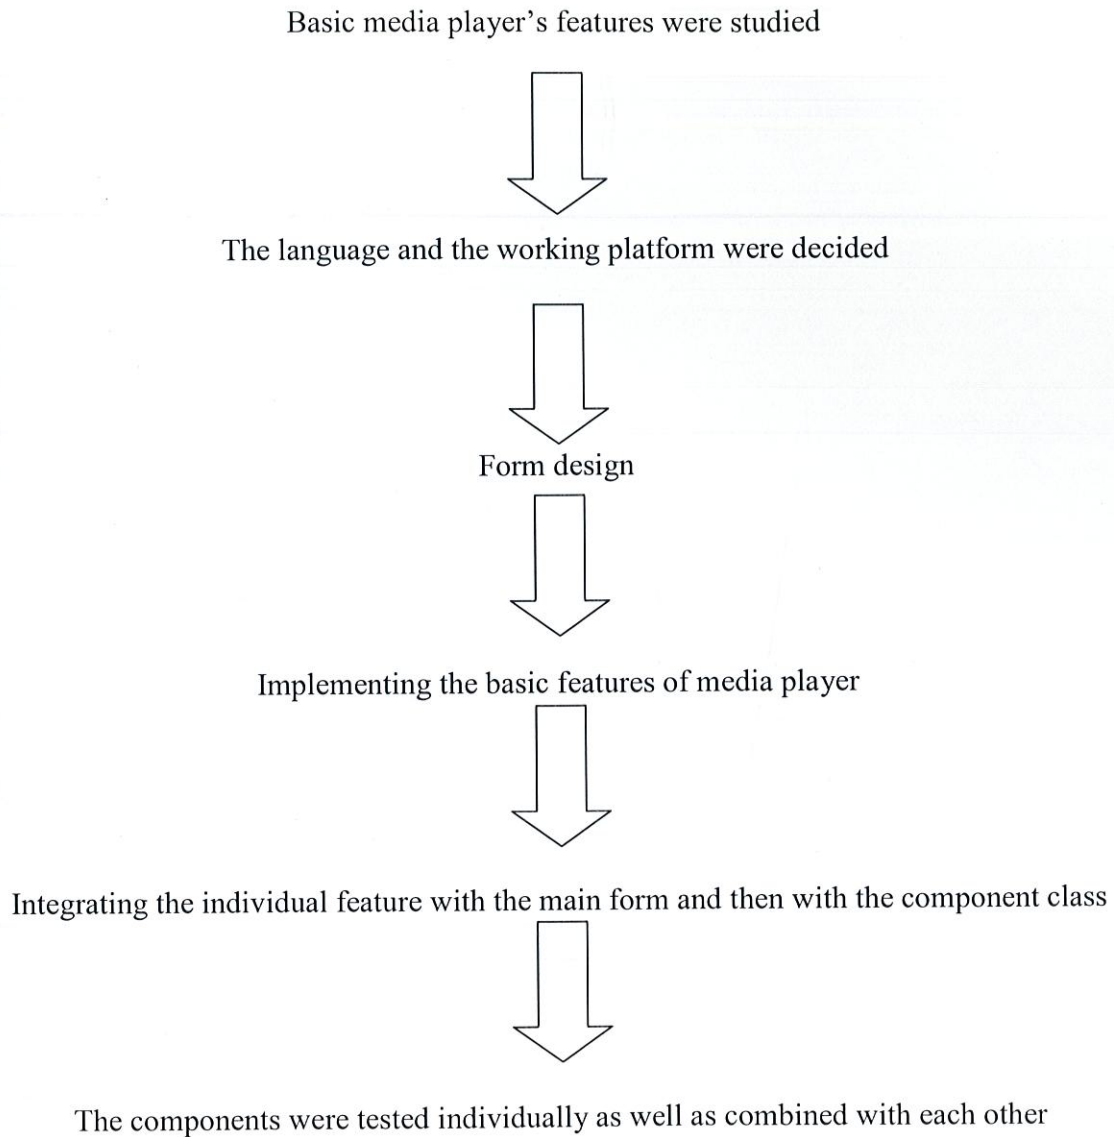 Basic media player’s features were studied
The language and the working platform were decided
Form design
Implementing the basic features of media player
Integrating the individual feature with the main form and then with the component class
The components were tested individually as well as combined with each other